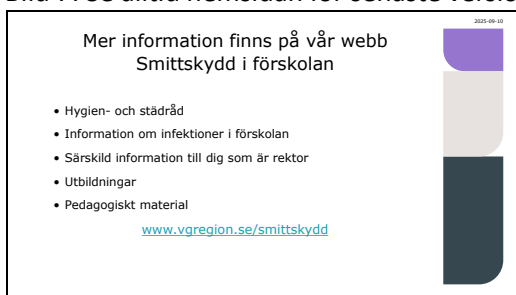 2025-09-10
Mer information finns på vår webb
Smittskydd i förskolan
• Hygien- och städråd
• Information om infektioner i förskolan
• Särskild information till dig som är rektor
• Utbildningar
• Pedagogiskt material
www.vgregion.se/smittskydd